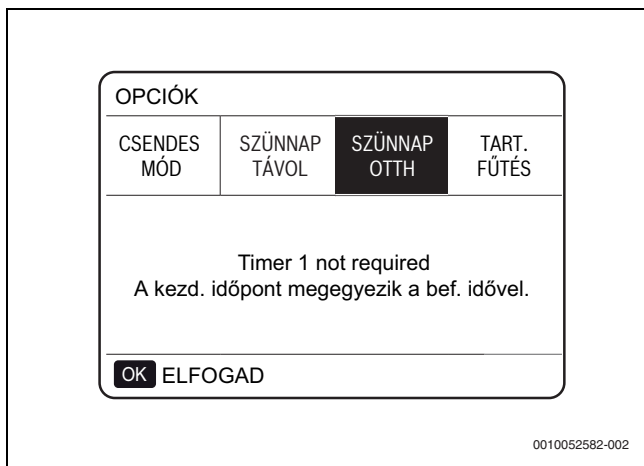 OPCIÓK
CSENDES MÓD
SZÜNNAP TÁVOL
SZÜNNAP OTTH
TART. FŰTÉS
Timer 1 not required
A kezd. időpont megegyezik a bef. idővel.
OK ELFOGAD
0010052582-002